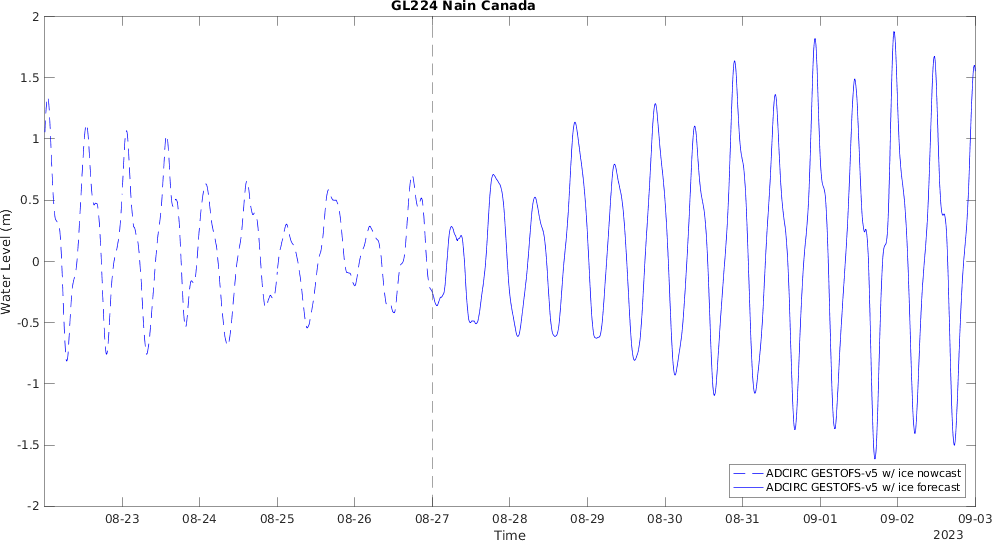 GL224 Nain Canada
2
1.5
1
0.5
0
-0.5
-1
-1.5
-2
Water Level (m)
ADCIRC GESTOFS-v5 w/ ice nowcast
ADCIRC GESTOFS-v5 w/ ice forecast
08-23 08-24 08-25 08-26 08-27 08-28 08-29 08-30 08-31 09-01 09-02 09-03
Time
2023